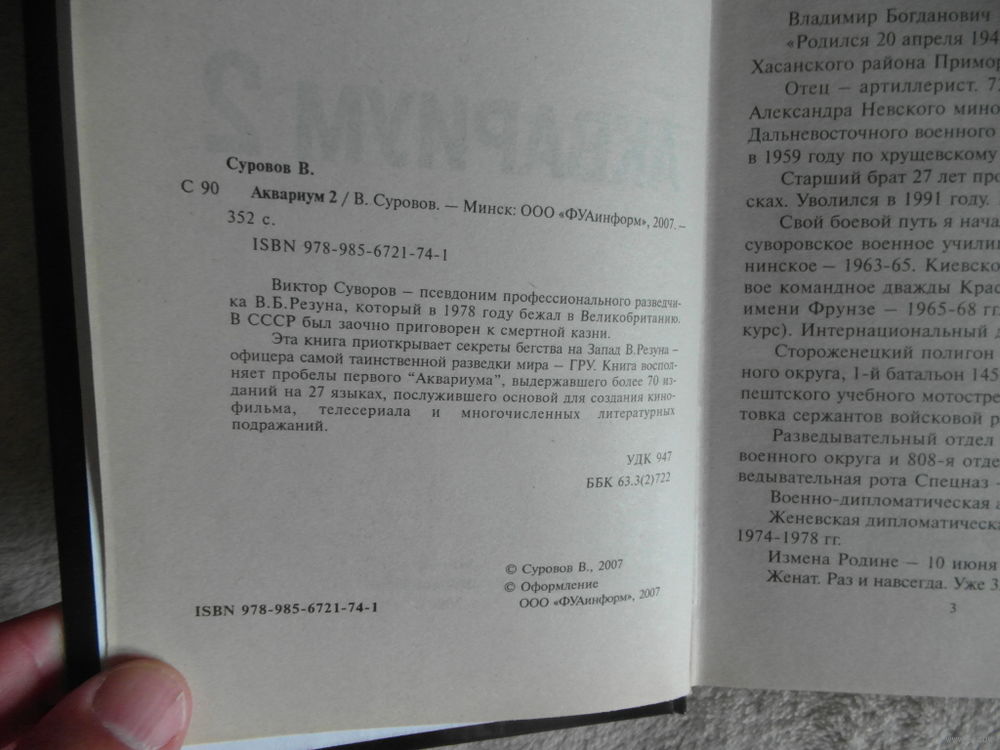 Суровов В.
С 90
Аквариум 2 / В. Суровов. — Минск: ООО «ФУАинформ», 2007. –
352 с.
ISBN 978-985-6721-74-1
Виктор Суворов – псевдоним профессионального разведчи-
ка В.Б.Резуна, который в 1978 году бежал в Великобританию.
В СССР был заочно приговорен к смертной казни.
Эта книга приоткрывает секреты бегства на Запад В.Резуна –
офицера самой таинственной разведки мира – ГРУ. Книга воспол-
няет пробелы первого “Аквариума”, выдержавшего более 70 из-
даний на 27 языках, послужившего основой для создания кино-
фильма, телесериала и многочисленных литературных
подражаний.
УДК 947
ББК 63.3(2)722
© Суровов В., 2007
© Оформление
ООО «ФУАинформ», 2007
ISBN 978-985-6721-74-1
Владимир Богданович
«Родился 20 апреля 194
Хасанского района Примор
Отец – артиллерист. 7
Александра Невского мино
Дальневосточного военного
в 1959 году по хрущевскому
Старший брат 27 лет про
сках. Уволился в 1991 году.
Свой боевой путь я нача
суворовское военное училищ
нинское – 1963-65. Киевско
вое командное дважды Крас
имени Фрунзе – 1965-68 гг.
курс). Интернациональный д
Стороженецкий полигон
ного округа, 1-й батальон 145
пештского учебного мотострел
товка сержантов войсковой р
Разведывательный отдел
военного округа и 808-я отде
ведывательная рота Спецназ –
Военно-дипломатическая а
Женевская дипломатическа
1974-1978 гг.
Измена Родине – 10 июня
Женат. Раз и навсегда. Уже 3
3